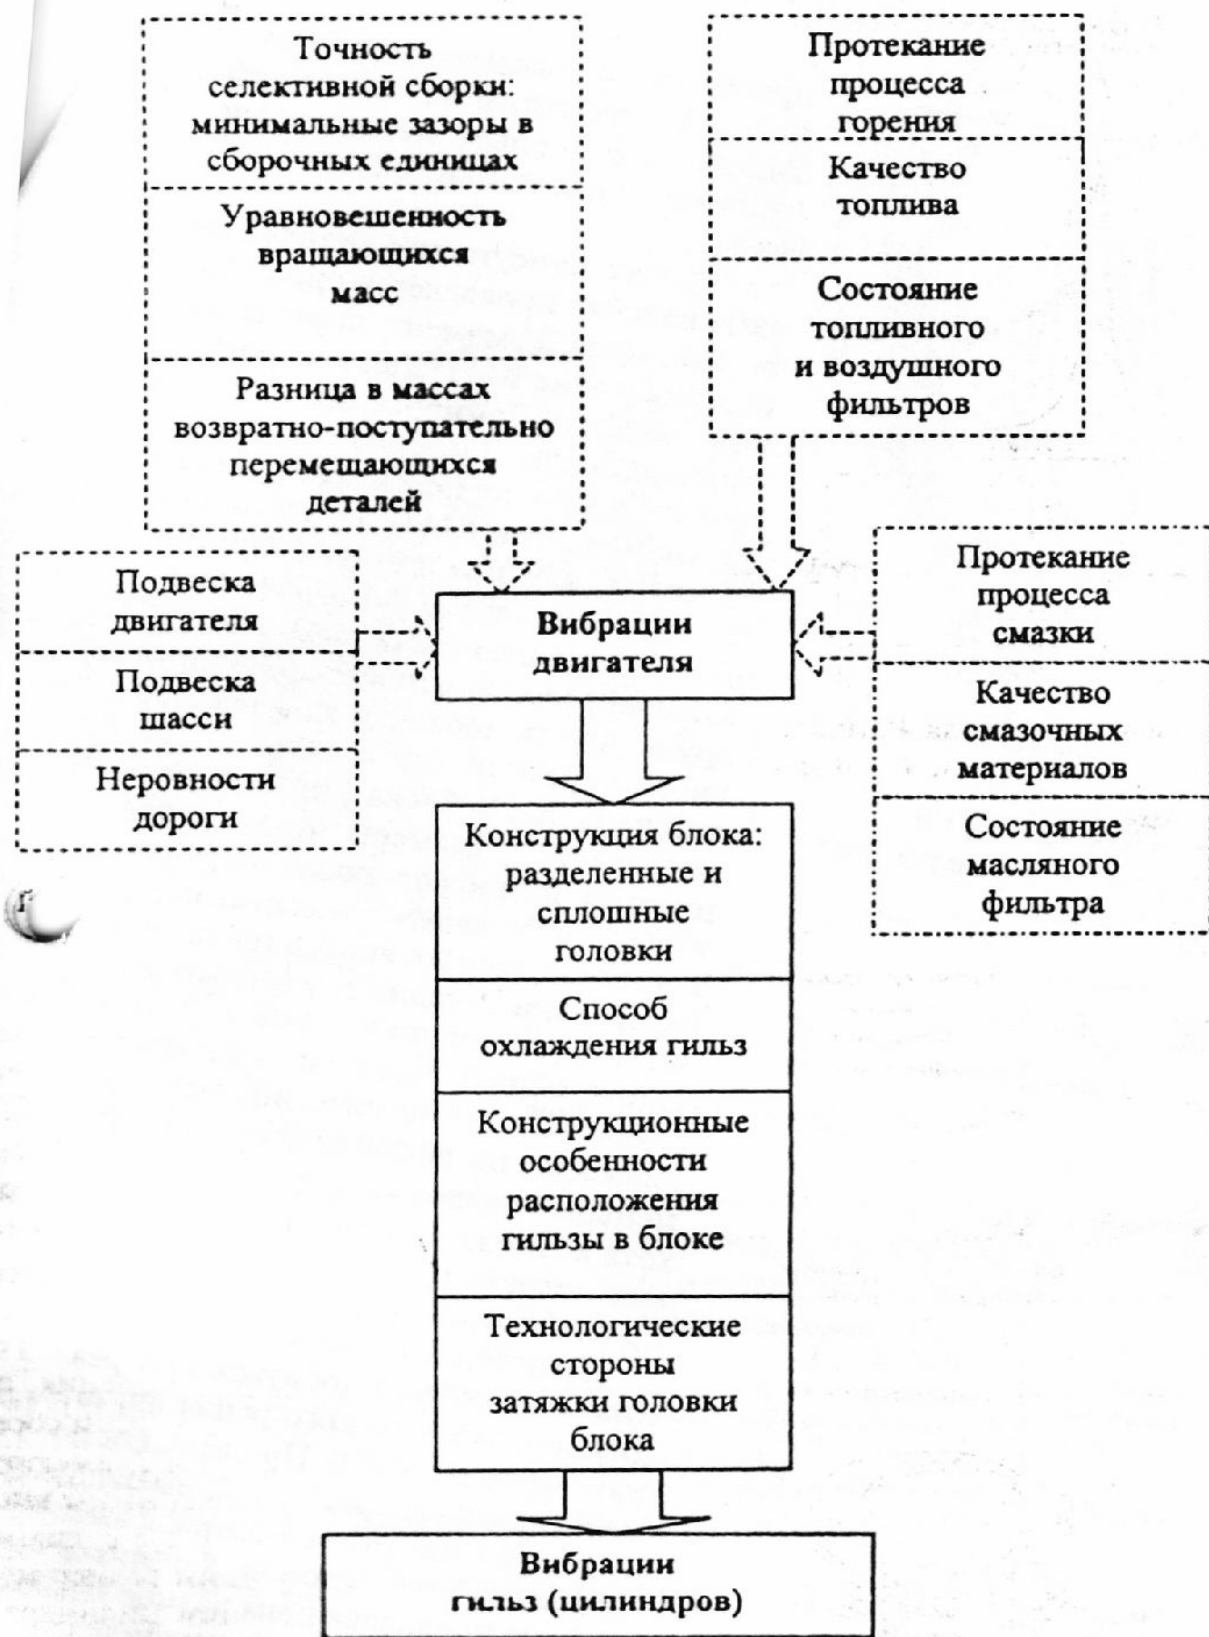 Точность
селективной сборки:
минимальные зазоры в
сборочных единицах
Уравновешенность
вращающихся
масс
Разница в массах
возвратно-поступательно
перемещающихся
деталей
Протекание
процесса
горения
Качество
топлива
Состояние
топливного
и воздушного
фильтров
Подвеска
двигателя
Подвеска
шасси
Неровности
дороги
Вибрации
двигателя
Протекание
процесса
смазки
Качество
смазочных
материалов
Состояние
масляного
фильтра
Конструкция блока:
разделенные и
сплошные
головки
Способ
охлаждения гильз
Конструкционные
особенности
расположения
гильзы в блоке
Технологические
стороны
затяжки головки
блока
Вибрации
гильз (цилиндров)